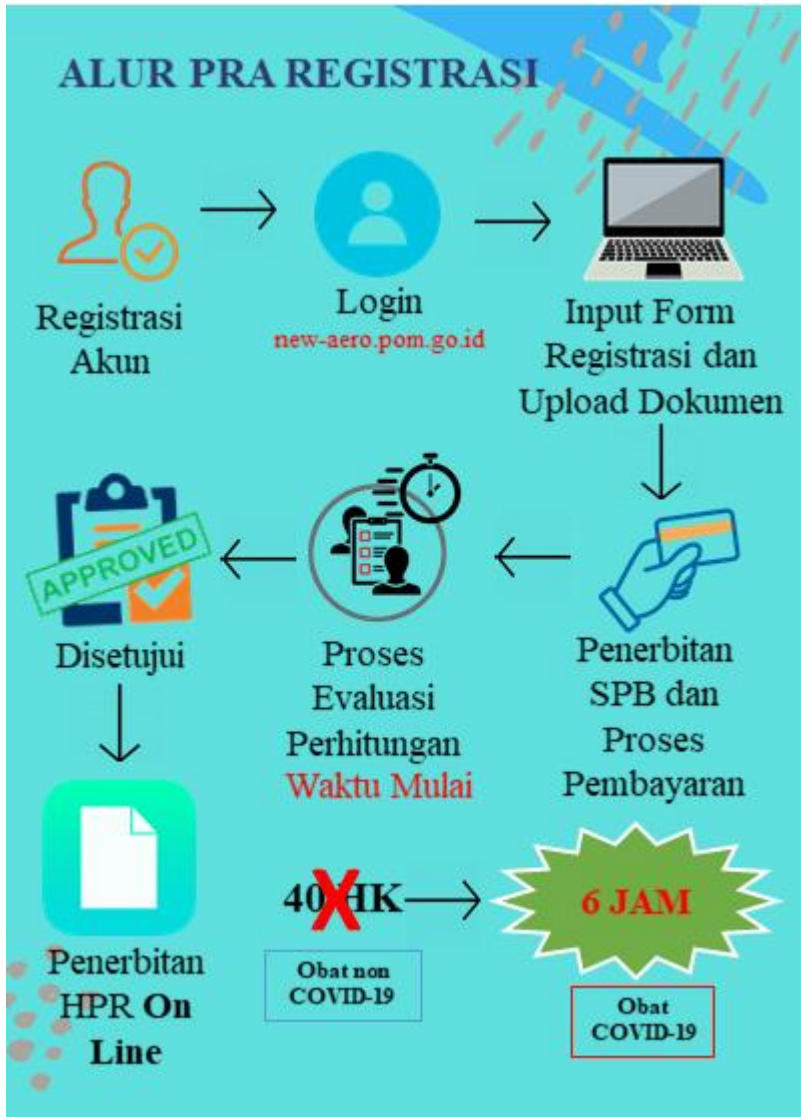 ALUR PRA REGISTRASI
Registrasi
Akun
Login
new-aero.pom.go.id
Input Form
Registrasi dan
Upload Dokumen
Penerbitan
SPB dan
Proses
Pembayaran
Proses
Evaluasi
Perhitungan
Waktu Mulai
APPROVED
Disetujui
Penerbitan
HPR On
Line
40 HK
Obat non
COVID-19
6 JAM
Obat
COVID-19